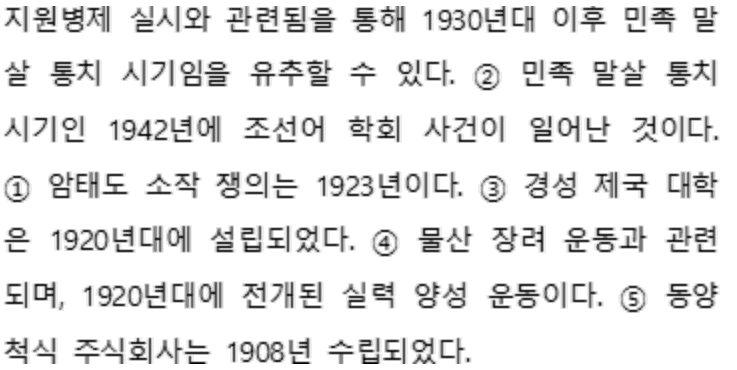 지원병제 실시와 관련됨을 통해 1930년대 이후 민족 말
살 통치 시기임을 유추할 수 있다. ② 민족 말살 통치
시기인 1942년에 조선어 학회 사건이 일어난 것이다.
① 암태도 소작 쟁의는 1923년이다. ③ 경성 제국 대학
은 1920년대에 설립되었다. ④ 물산 장려 운동과 관련
되며, 1920년대에 전개된 실력 양성 운동이다. ⑤ 동양
척식 주식회사는 1908년 수립되었다.